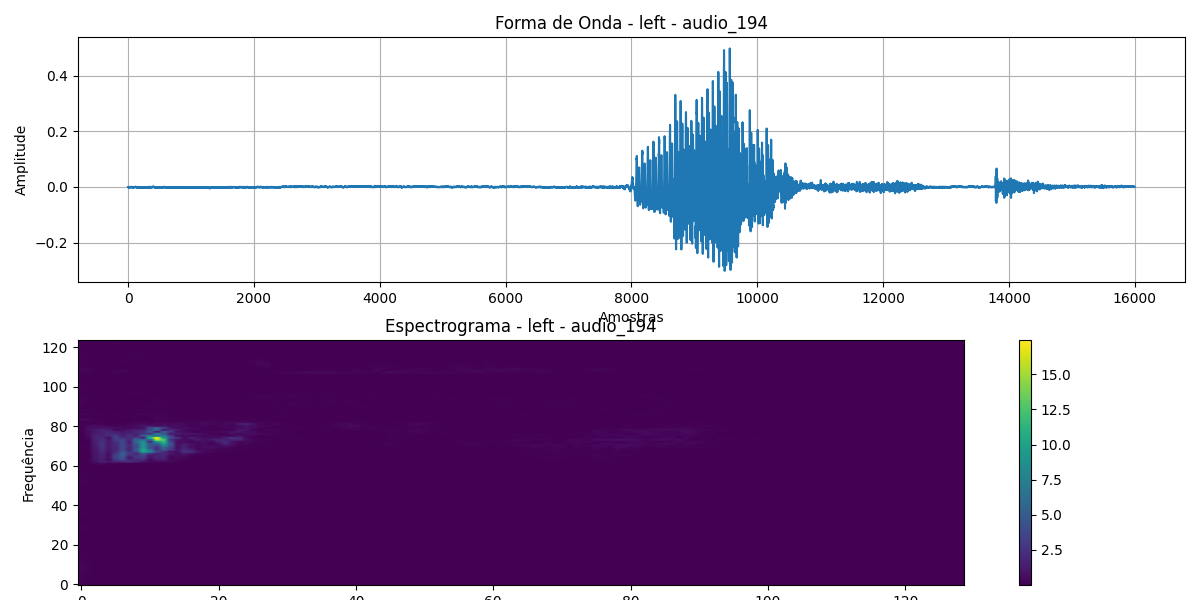 Forma de Onda - left - audio_194
Amplitude
0.4
0.2
0.0
−0.2
0 2000 4000 6000 8000 10000 12000 14000 16000
Amostras
Espectrograma - left - audio_194
Frequência
120
100
80
60
40
20
0
15.0
12.5
10.0
7.5
5.0
2.5
0 20 40 60 80 100 120